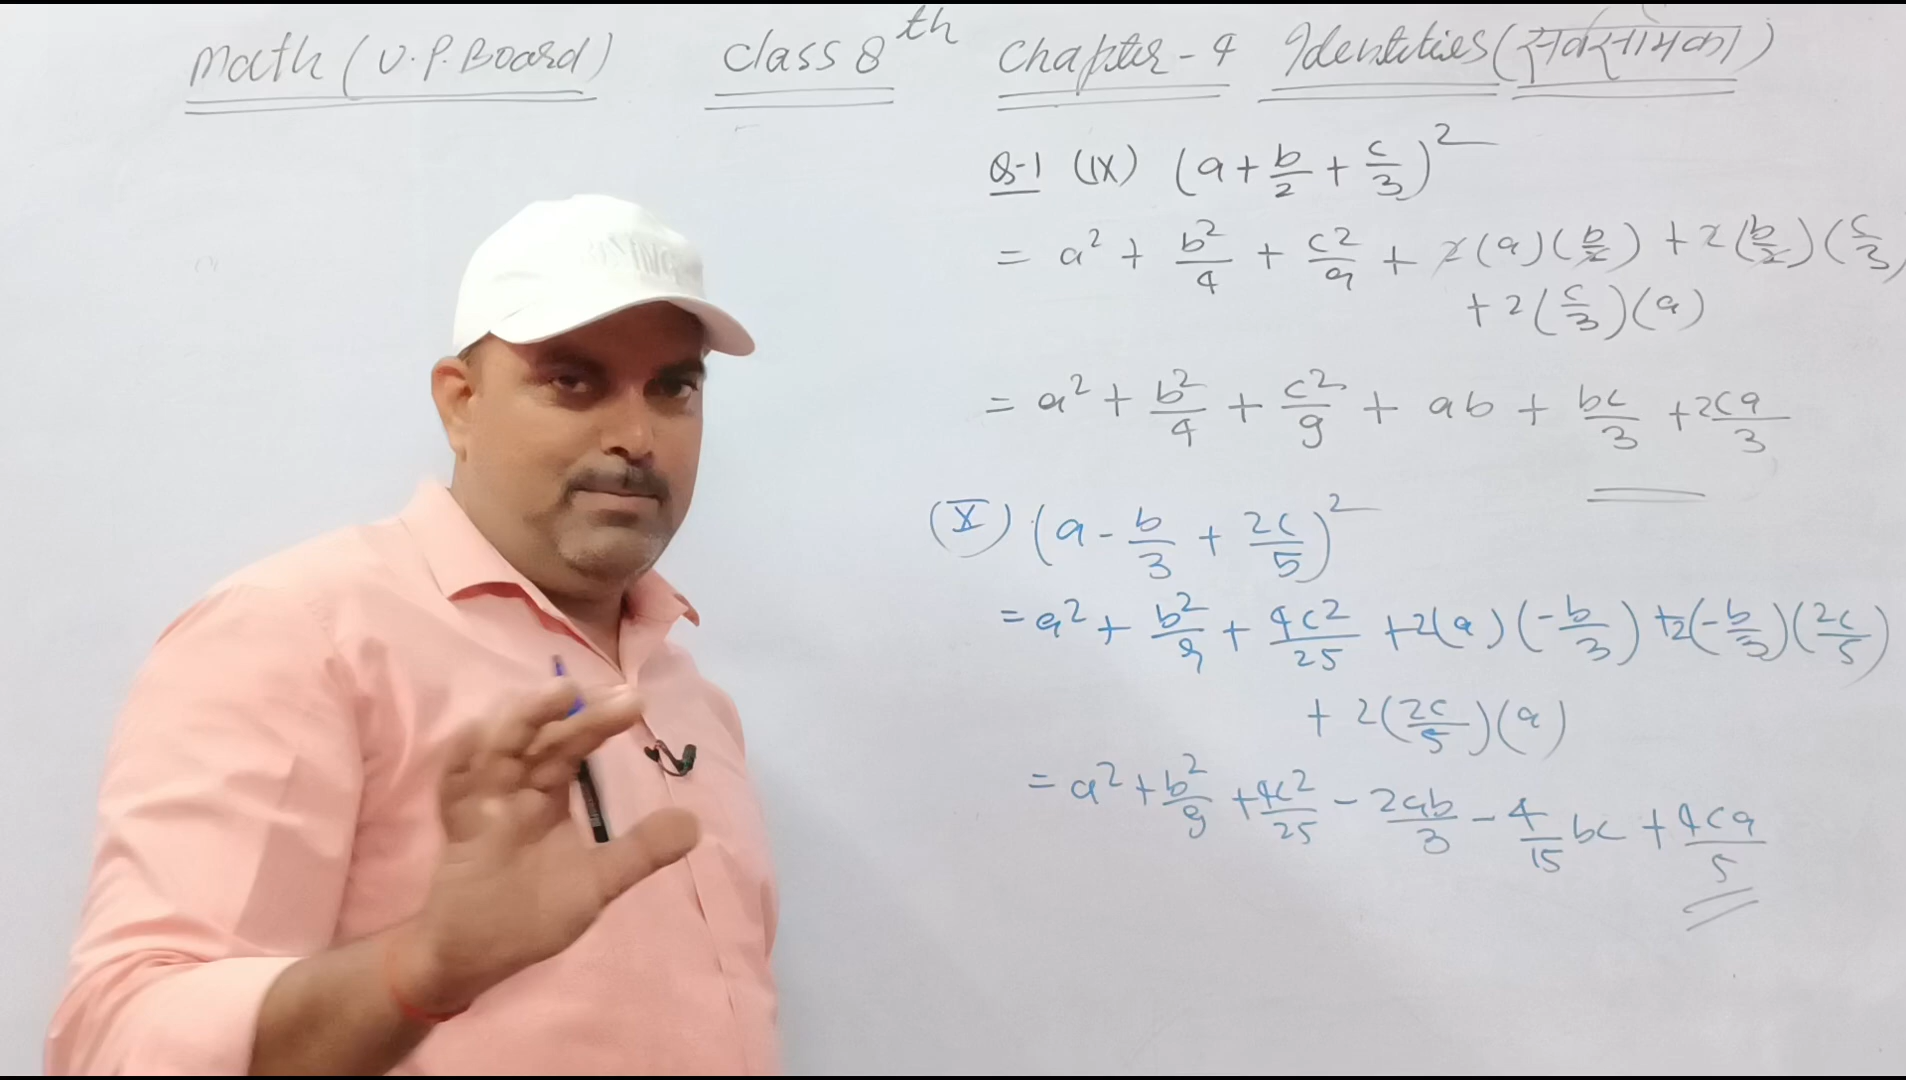 Math (U.P. Board) Class 8th Chapter - 4 Identities (सर्वसमिका)
Q-1 (IX) (a + b/2 + c/3)²
= a² + b²/4 + c²/9 + 2(a)(b/2) + 2(b/2)(c/3)
+ 2(c/3)(a)
= a² + b²/4 + c²/9 + ab + bc/3 + 2ca/3
(X) (a - b/3 + 2c/5)²
= a² + b²/9 + 4c²/25 + 2(a)(-b/3) + 2(-b/3)(2c/5)
+ 2(2c/5)(a)
= a² + b²/9 + 4c²/25 - 2ab/3 - 4/15 bc + 4ca/5